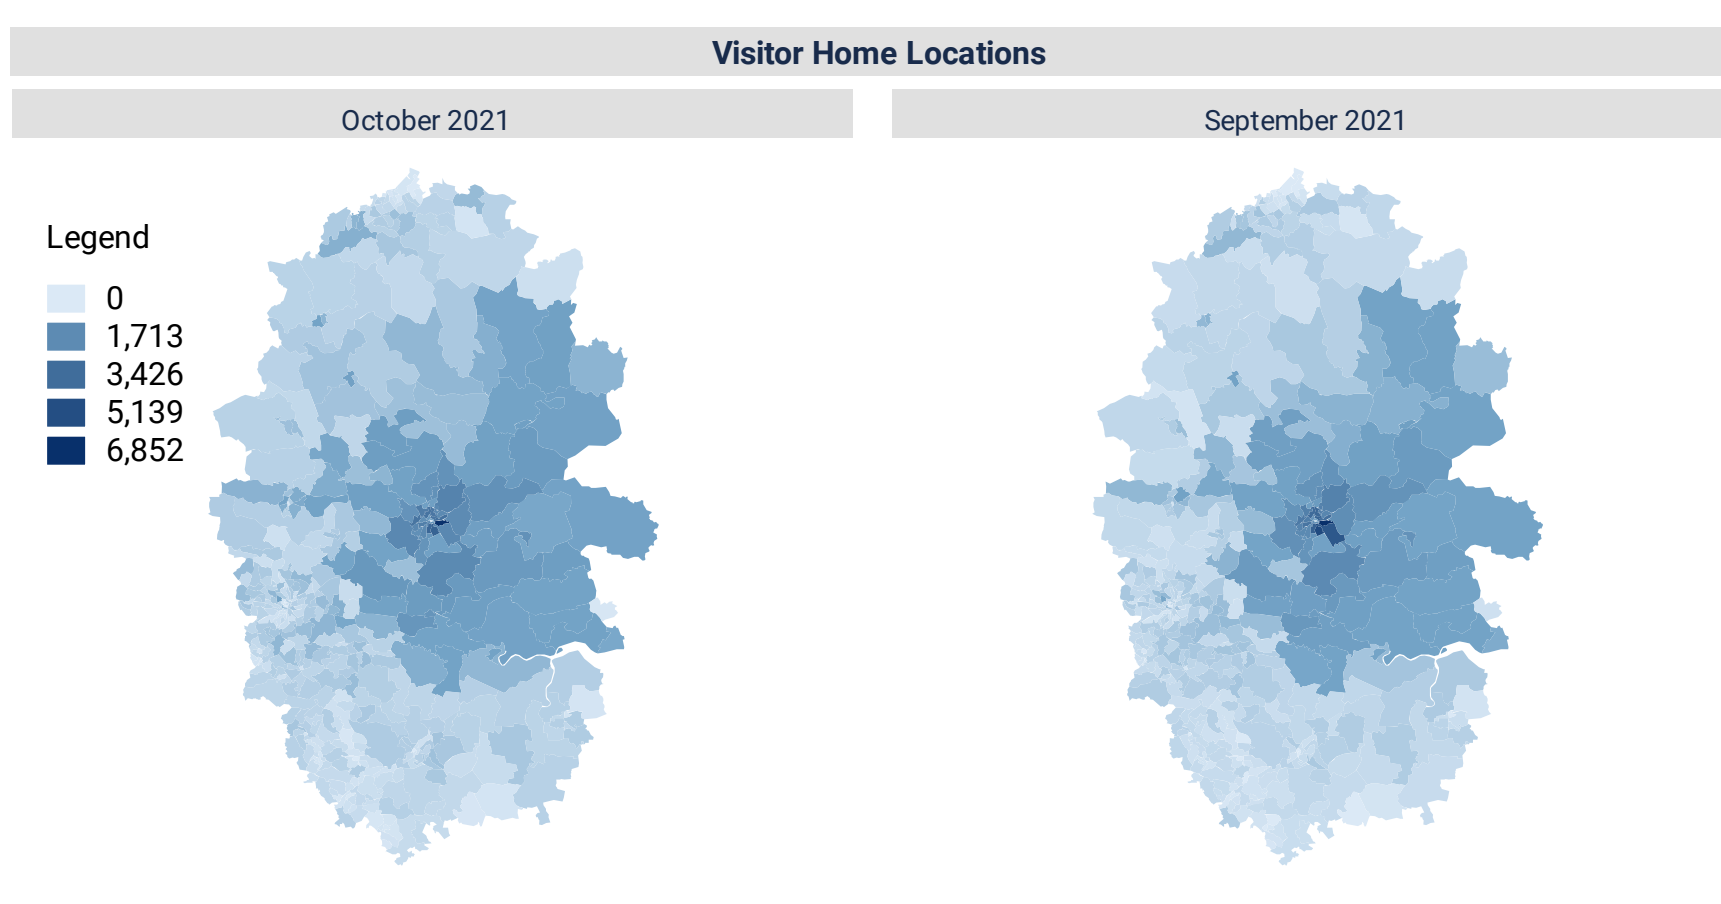 Visitor Home Locations
October 2021
September 2021
Legend
0
1,713
3,426
5,139
6,852